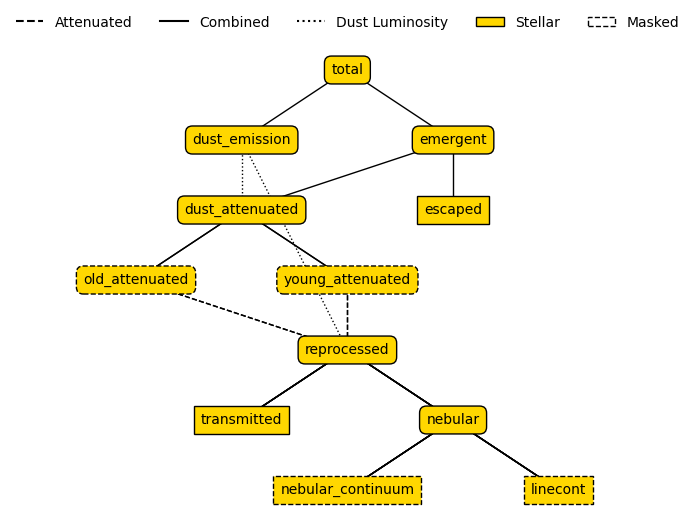 Attenuated Combined Dust Luminosity Stellar Masked
total
dust_emission emergent
dust_attenuated escaped
old_attenuated young_attenuated
reprocessed
transmitted nebular
nebular_continuum linecont